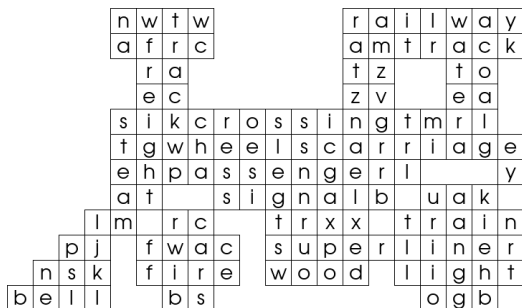 n w t w r a i l w a y
a f r c a m t r a c k
r a t z t o
e c z v e a
s i k c r o s s i n g t m r l
t g w h e e l s c a r r i a g e
e h p a s s e n g e r l y
a t s i g n a l b u a k
l m r c t r x x t r a i n
p j f w a c s u p e r l i n e r
n s k f i r e w o o d l i g h t
b e l l b s o g b